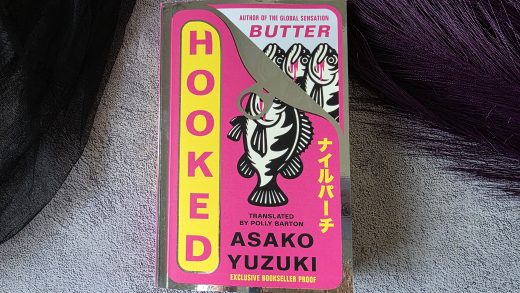 AUTHOR OF THE GLOBAL SENSATION
BUTTER
HOOKED
ナイルパーチ
TRANSLATED
BY POLLY BARTON
ASAKO
YUZUKI
EXCLUSIVE BOOKSELLER PROOF